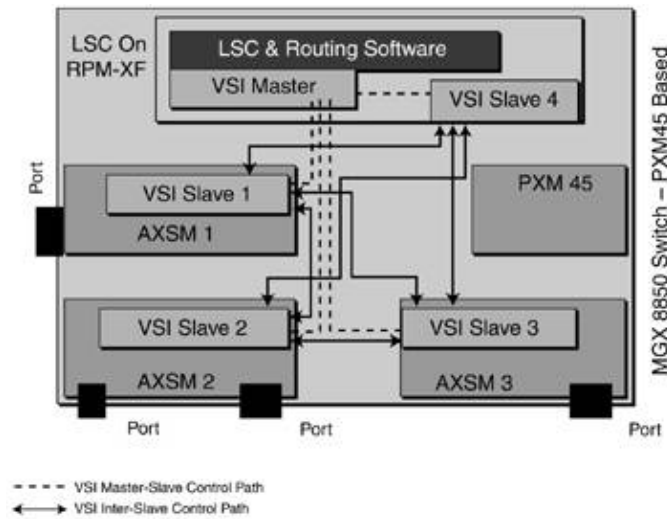 LSC On
RPM-XF
LSC & Routing Software
VSI Master
VSI Slave 4
Port
VSI Slave 1
AXSM 1
PXM 45
MGX 8850 Switch – PXM45 Based
VSI Slave 2
AXSM 2
VSI Slave 3
AXSM 3
Port
Port
Port
VSI Master-Slave Control Path
VSI Inter-Slave Control Path